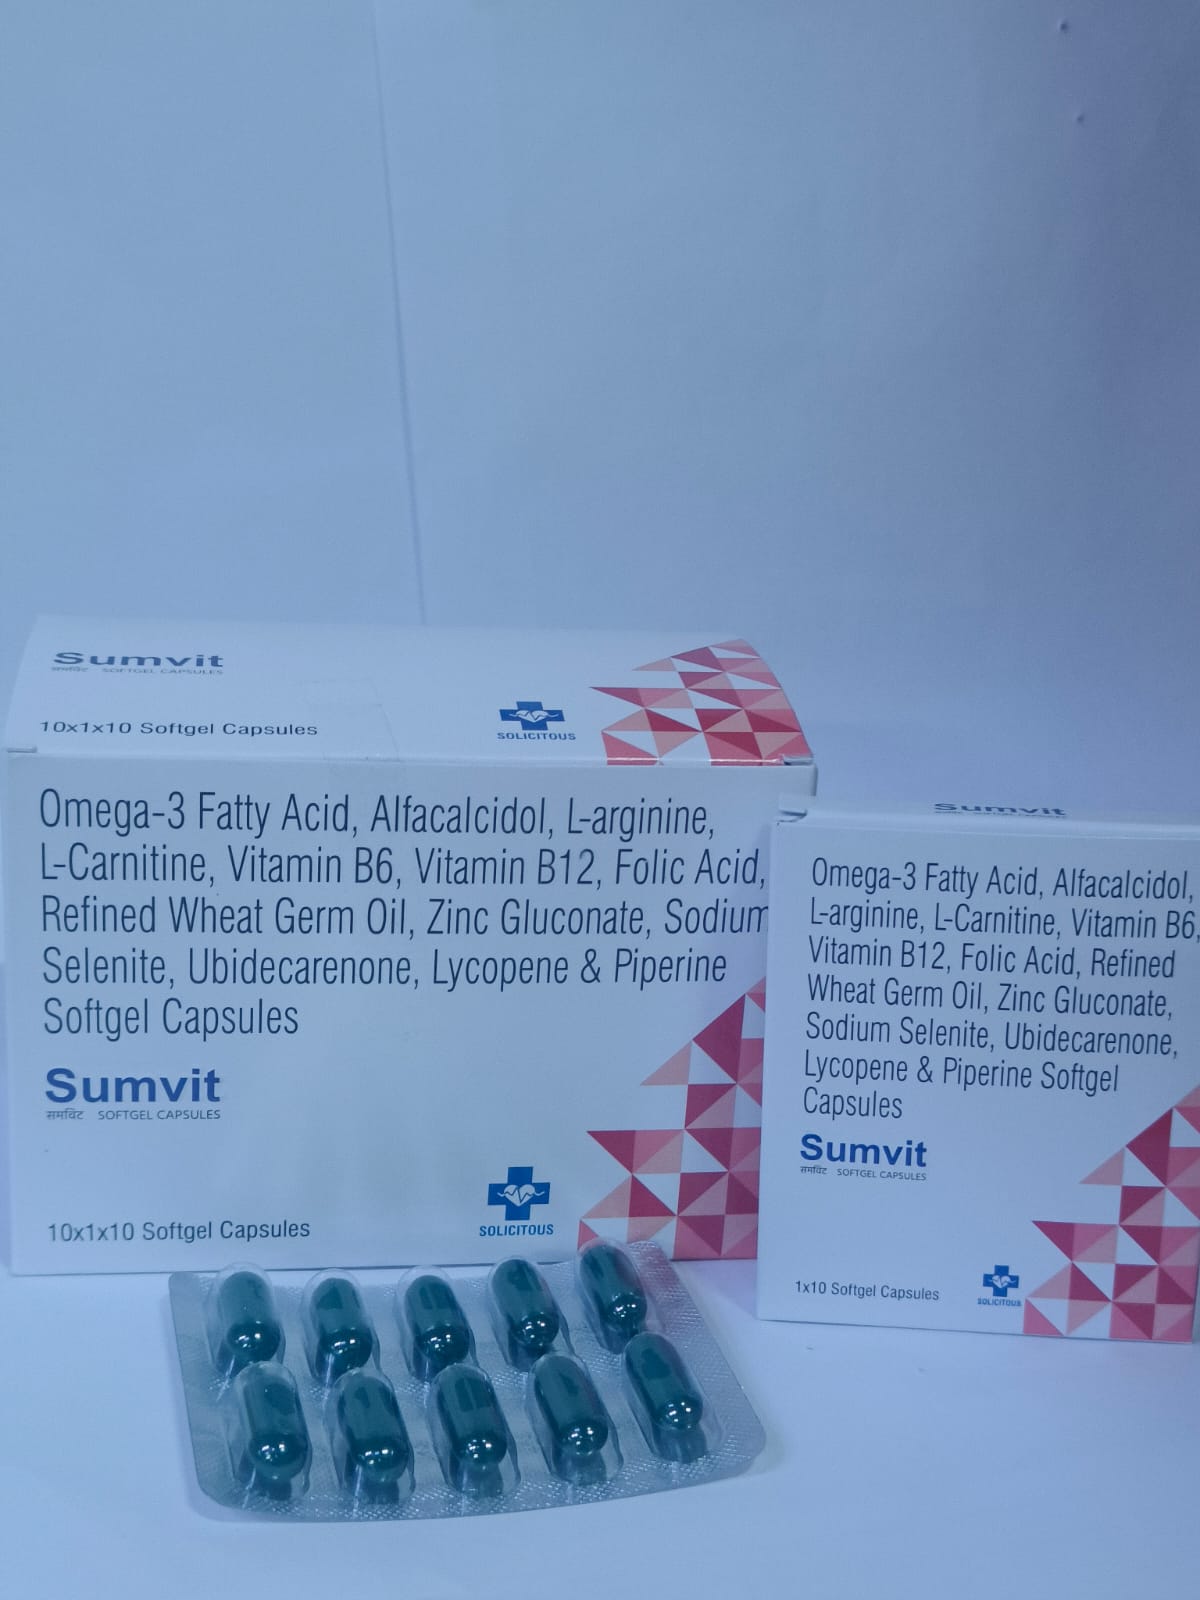 Sumvit
समविट SOFTGEL CAPSULES
10x1x10 Softgel Capsules
SOLICITOUS
Omega-3 Fatty Acid, Alfacalcidol, L-arginine,
L-Carnitine, Vitamin B6, Vitamin B12, Folic Acid,
Refined Wheat Germ Oil, Zinc Gluconate, Sodium
Selenite, Ubidecarenone, Lycopene & Piperine
Softgel Capsules
Sumvit
समविट SOFTGEL CAPSULES
SOLICITOUS
10x1x10 Softgel Capsules
Sumvit
Omega-3 Fatty Acid, Alfacalcidol,
L-arginine, L-Carnitine, Vitamin B6,
Vitamin B12, Folic Acid, Refined
Wheat Germ Oil, Zinc Gluconate,
Sodium Selenite, Ubidecarenone,
Lycopene & Piperine Softgel
Capsules
Sumvit
समविट SOFTGEL CAPSULES
1x10 Softgel Capsules
SOLICITOUS